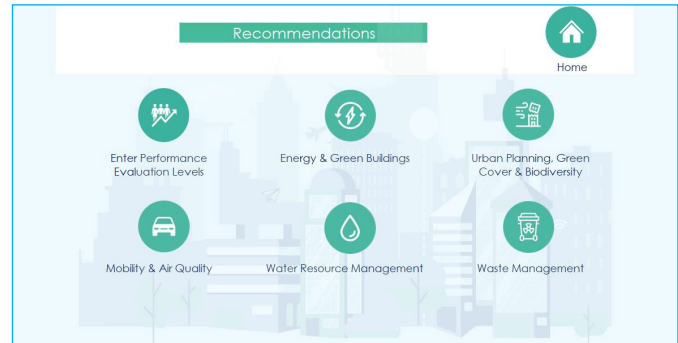 Recommendations
Home
Enter Performance
Evaluation Levels
Energy & Green Buildings
Urban Planning, Green
Cover & Biodiversity
Mobility & Air Quality
Water Resource Management
Waste Management